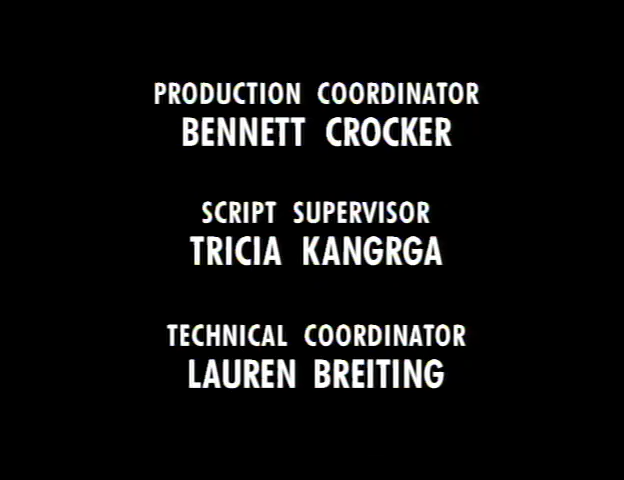 PRODUCTION COORDINATOR
BENNETT CROCKER
SCRIPT SUPERVISOR
TRICIA KANGRGA
TECHNICAL COORDINATOR
LAUREN BREITING